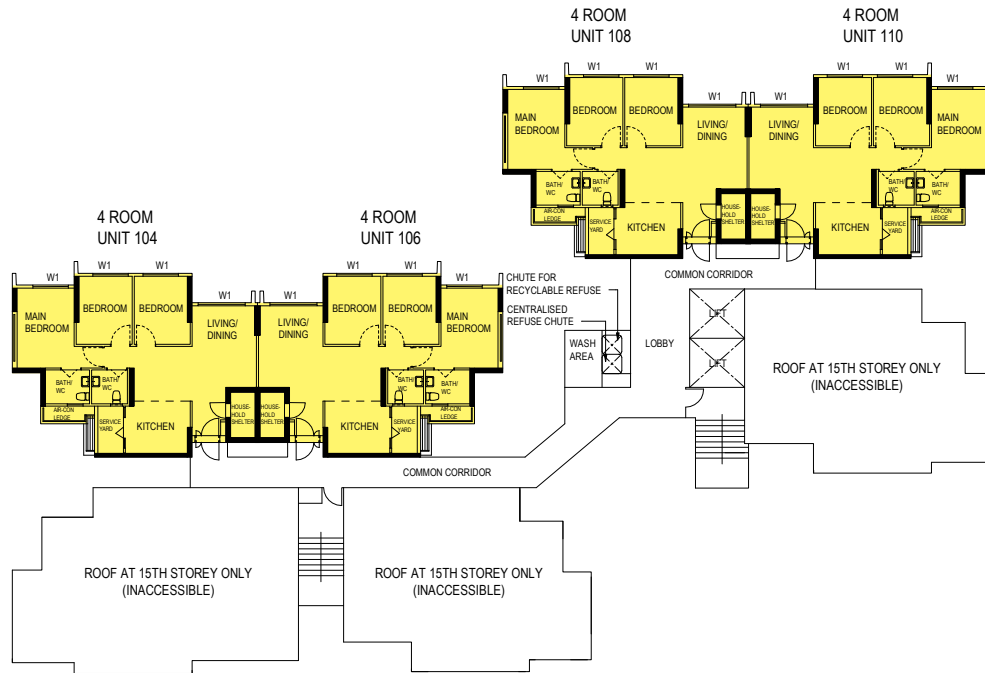 4 ROOM
UNIT 108
4 ROOM
UNIT 110
W1
W1
W1
W1
W1
W1
W1
W1
MAIN
BEDROOM
BEDROOM
BEDROOM
LIVING/
DINING
LIVING/
DINING
BEDROOM
BEDROOM
MAIN
BEDROOM
BATH/
WC
BATH/
WC
BATH/
WC
BATH/
WC
AIR-CON
LEDGE
SERVICE
YARD
KITCHEN
HOUSE-
HOLD
SHELTER
HOUSE-
HOLD
SHELTER
KITCHEN
SERVICE
YARD
AIR-CON
LEDGE
COMMON CORRIDOR
4 ROOM
UNIT 104
4 ROOM
UNIT 106
W1
W1
W1
W1
W1
W1
W1
W1
MAIN
BEDROOM
BEDROOM
BEDROOM
LIVING/
DINING
LIVING/
DINING
BEDROOM
BEDROOM
MAIN
BEDROOM
BATH/
WC
BATH/
WC
BATH/
WC
BATH/
WC
AIR-CON
LEDGE
SERVICE
YARD
KITCHEN
HOUSE-
HOLD
SHELTER
HOUSE-
HOLD
SHELTER
KITCHEN
SERVICE
YARD
AIR-CON
LEDGE
CHUTE FOR
RECYCLABLE REFUSE
CENTRALISED
REFUSE CHUTE
WASH
AREA
LOBBY
LIFT
LIFT
ROOF AT 15TH STOREY ONLY
(INACCESSIBLE)
COMMON CORRIDOR
ROOF AT 15TH STOREY ONLY
(INACCESSIBLE)
ROOF AT 15TH STOREY ONLY
(INACCESSIBLE)